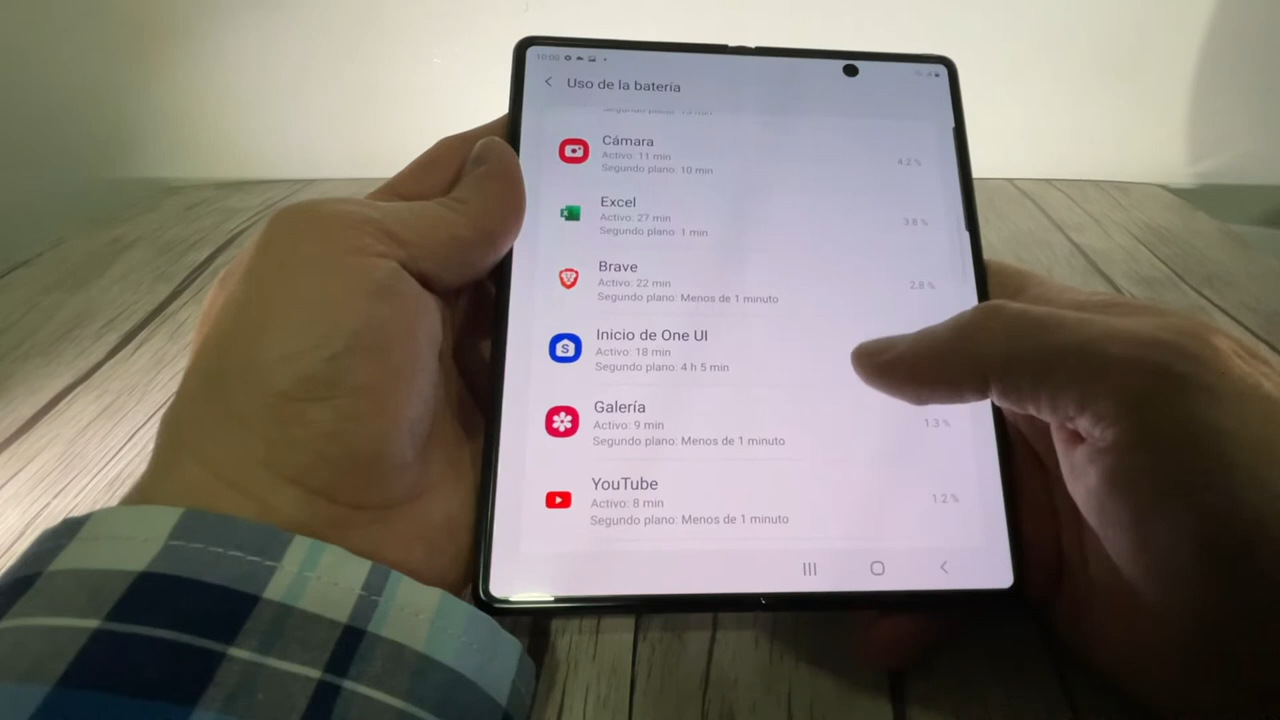 10:00
Uso de la batería
Cámara
Activo: 11 min
Segundo plano: 10 min
4.2 %
Excel
Activo: 27 min
Segundo plano: 1 min
3.8 %
Brave
Activo: 22 min
Segundo plano: Menos de 1 minuto
2.8 %
Inicio de One UI
Activo: 18 min
Segundo plano: 4 h 5 min
Galería
Activo: 9 min
Segundo plano: Menos de 1 minuto
1.3 %
YouTube
Activo: 8 min
Segundo plano: Menos de 1 minuto
1.2 %